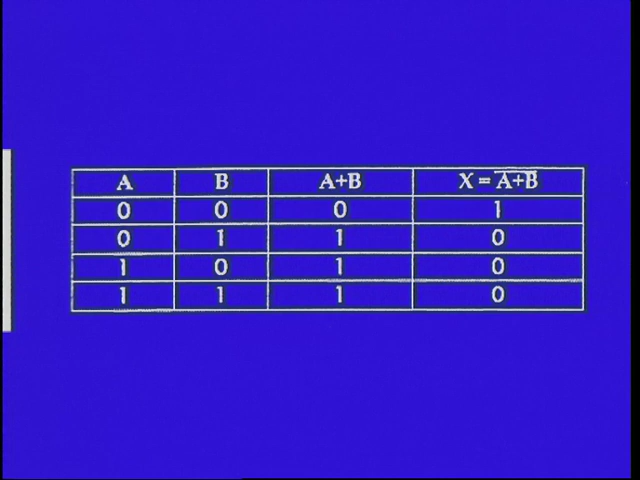 A B A+B X = A̅+̅B̅
0 0 0 1
0 1 1 0
1 0 1 0
1 1 1 0